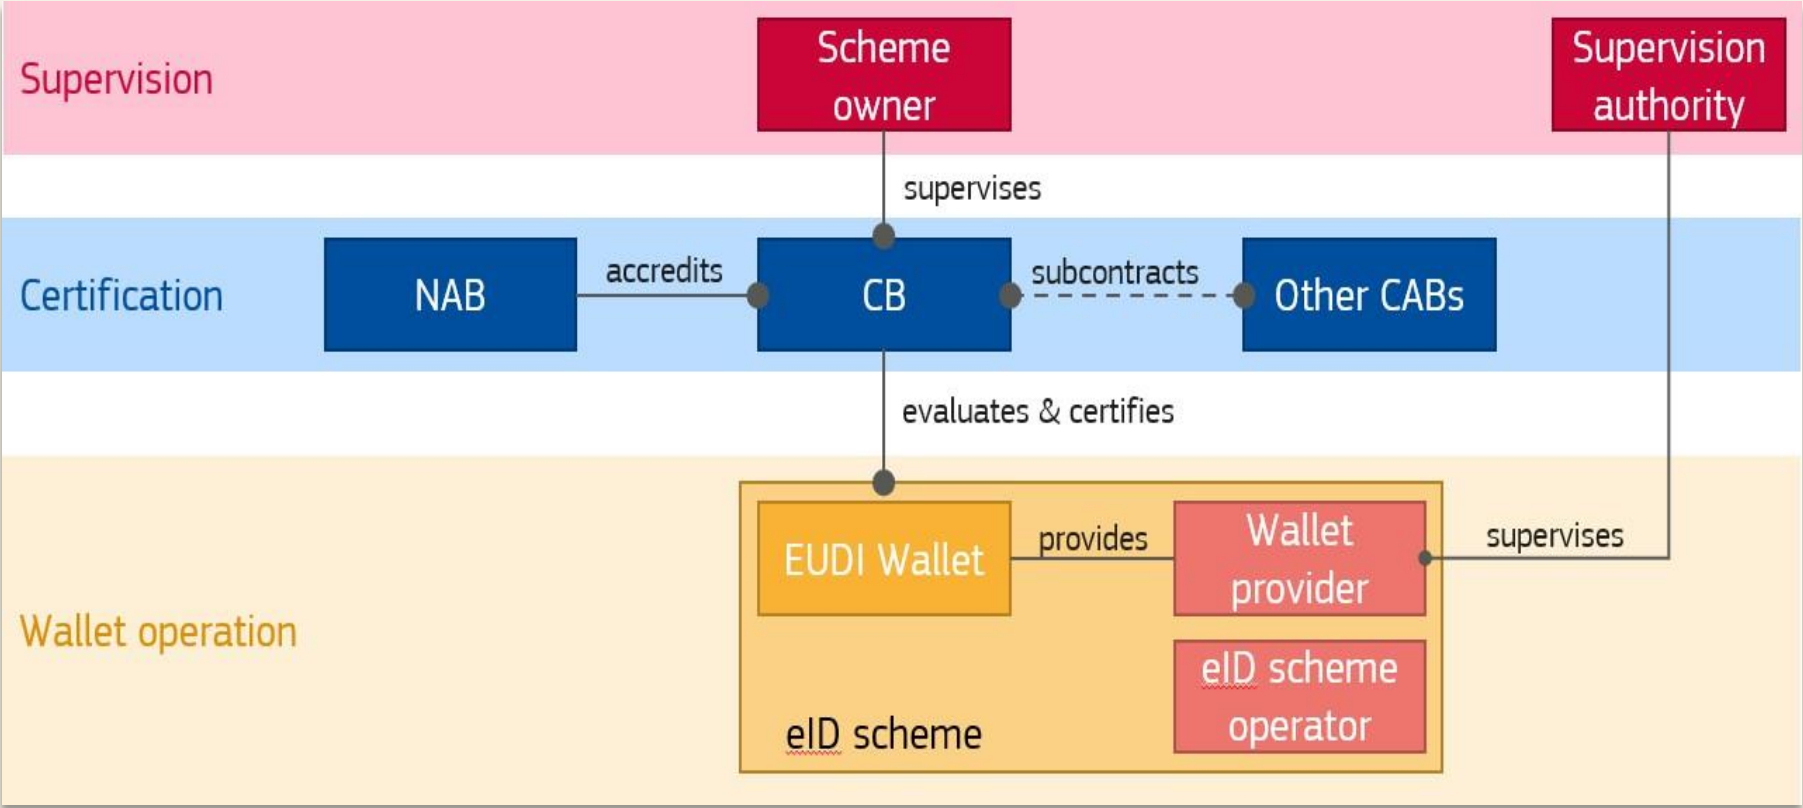 Supervision
Scheme
owner
Supervision
authority
supervises
Certification
NAB
accredits
CB
subcontracts
Other CABs
evaluates & certifies
Wallet operation
EUDI Wallet
provides
Wallet
provider
supervises
eID scheme
operator
eID scheme